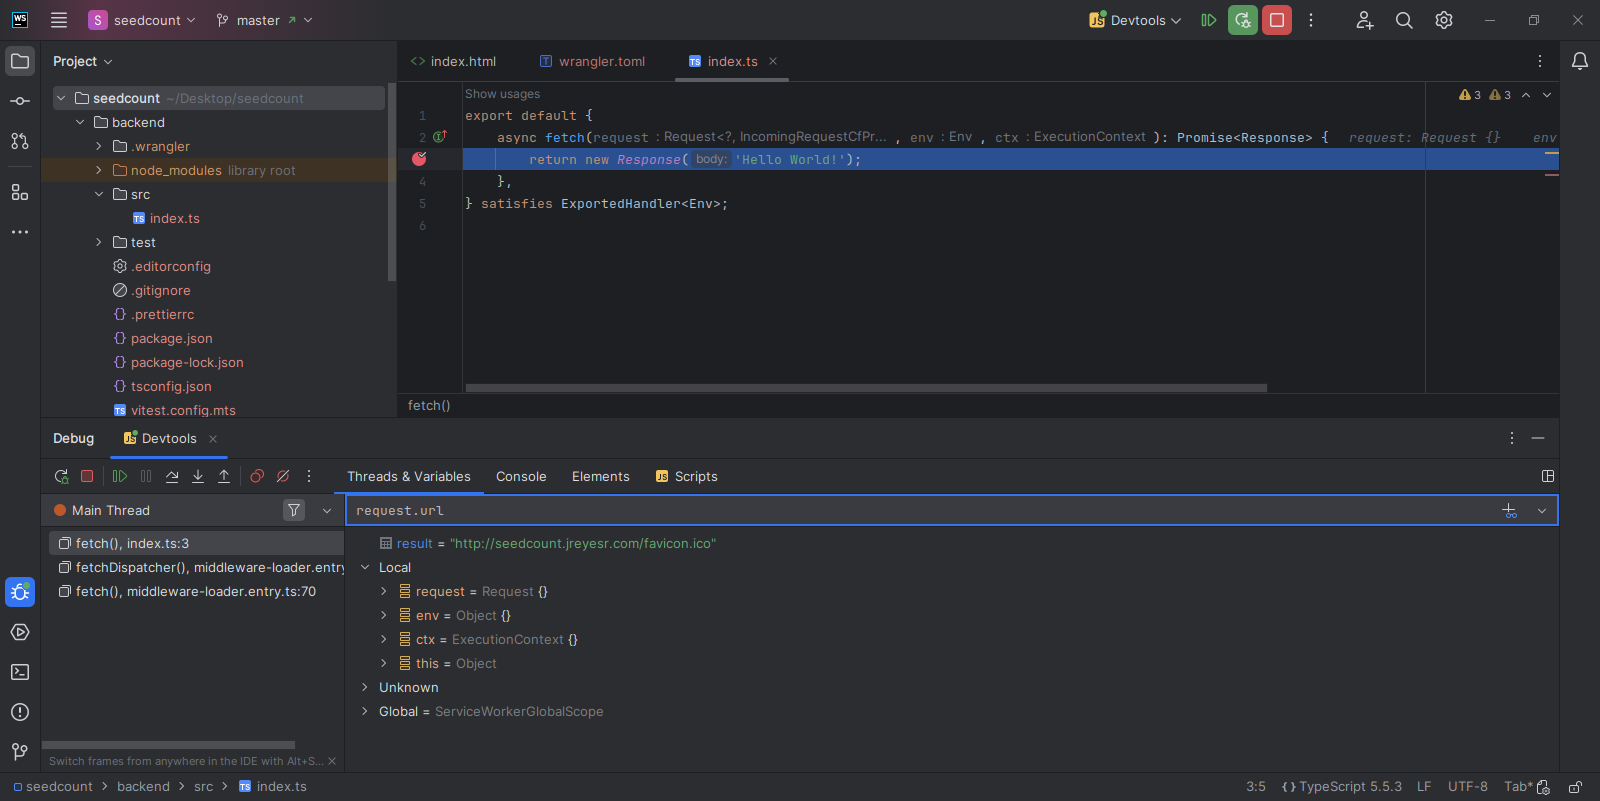 WS
S seedcount
master
JS Devtools
Project
seedcount ~/Desktop/seedcount
backend
.wrangler
node_modules library root
src
TS index.ts
test
.editorconfig
.gitignore
{} .prettierrc
{} package.json
{} package-lock.json
{} tsconfig.json
TS vitest.config.mts
<> index.html
T wrangler.toml
TS index.ts
Show usages
3 3
1 export default {
2 async fetch(request : Request<?, IncomingRequestCfPr... , env : Env , ctx : ExecutionContext ): Promise<Response> { request: Request {} env
return new Response( body: 'Hello World!');
4 },
5 } satisfies ExportedHandler<Env>;
6
fetch()
Debug
JS Devtools
Threads & Variables
Console
Elements
JS Scripts
Main Thread
fetch(), index.ts:3
fetchDispatcher(), middleware-loader.entry
fetch(), middleware-loader.entry.ts:70
Switch frames from anywhere in the IDE with Alt+S...
request.url
result = "http://seedcount.jreyesr.com/favicon.ico"
Local
request = Request {}
env = Object {}
ctx = ExecutionContext {}
this = Object
Unknown
Global = ServiceWorkerGlobalScope
seedcount > backend > src > TS index.ts
3:5 {} TypeScript 5.5.3 LF UTF-8 Tab*